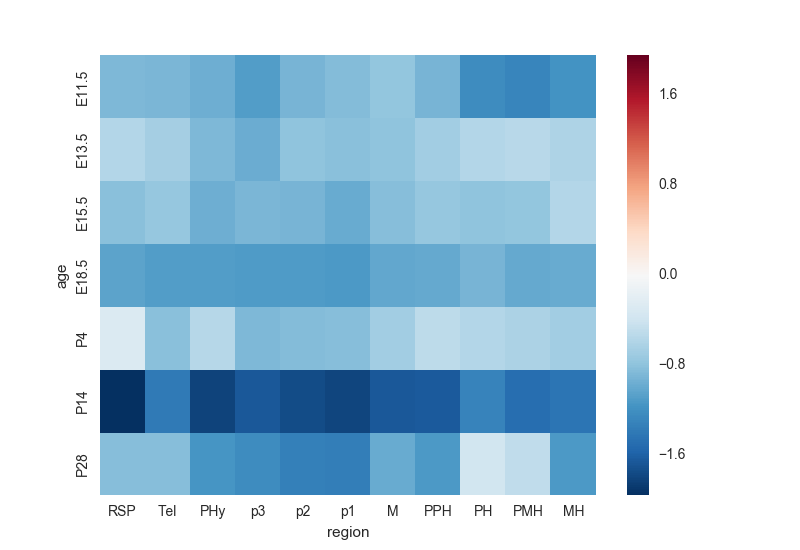 E11.5
E13.5
E15.5
E18.5
P4
P14
P28
age
RSP Tel PHy p3 p2 p1 M PPH PH PMH MH
region
1.6
0.8
0.0
−0.8
−1.6